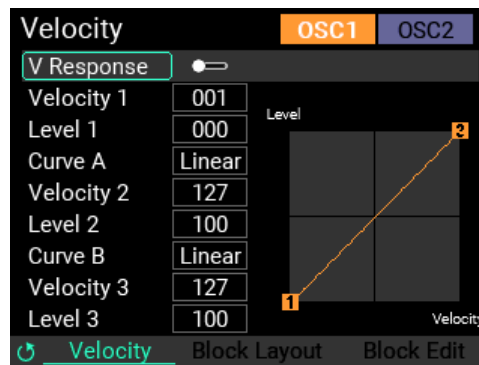 Velocity OSC1 OSC2
V Response
Velocity 1 001
Level 1 000
Curve A Linear
Velocity 2 127
Level 2 100
Curve B Linear
Velocity 3 127
Level 3 100
Level
2
1
Velocity
Velocity Block Layout Block Edit